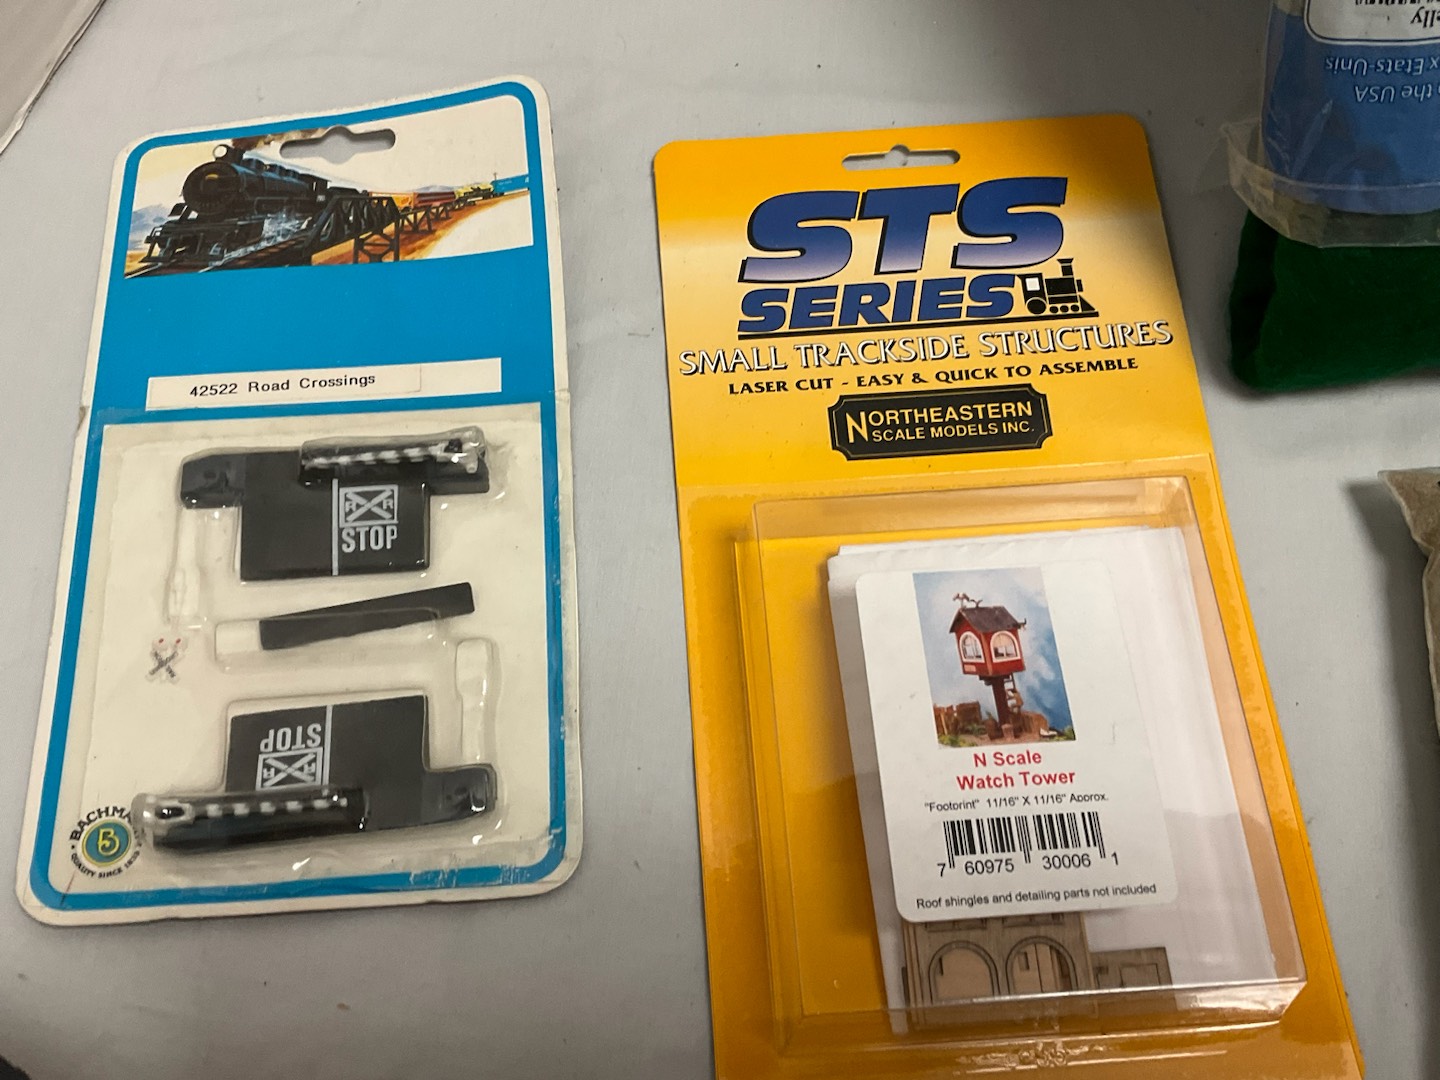 42522 Road Crossings
R R
STOP
STOP
R R
BACHMA
QUALITY SINCE 1833
STS
SERIES
SMALL TRACKSIDE STRUCTURES
LASER CUT - EASY & QUICK TO ASSEMBLE
NORTHEASTERN
SCALE MODELS INC.
N Scale
Watch Tower
"Footprint" 11/16" X 11/16" Approx.
7 60975 30006 1
Roof shingles and detailing parts not included
the USA
x États-Unis